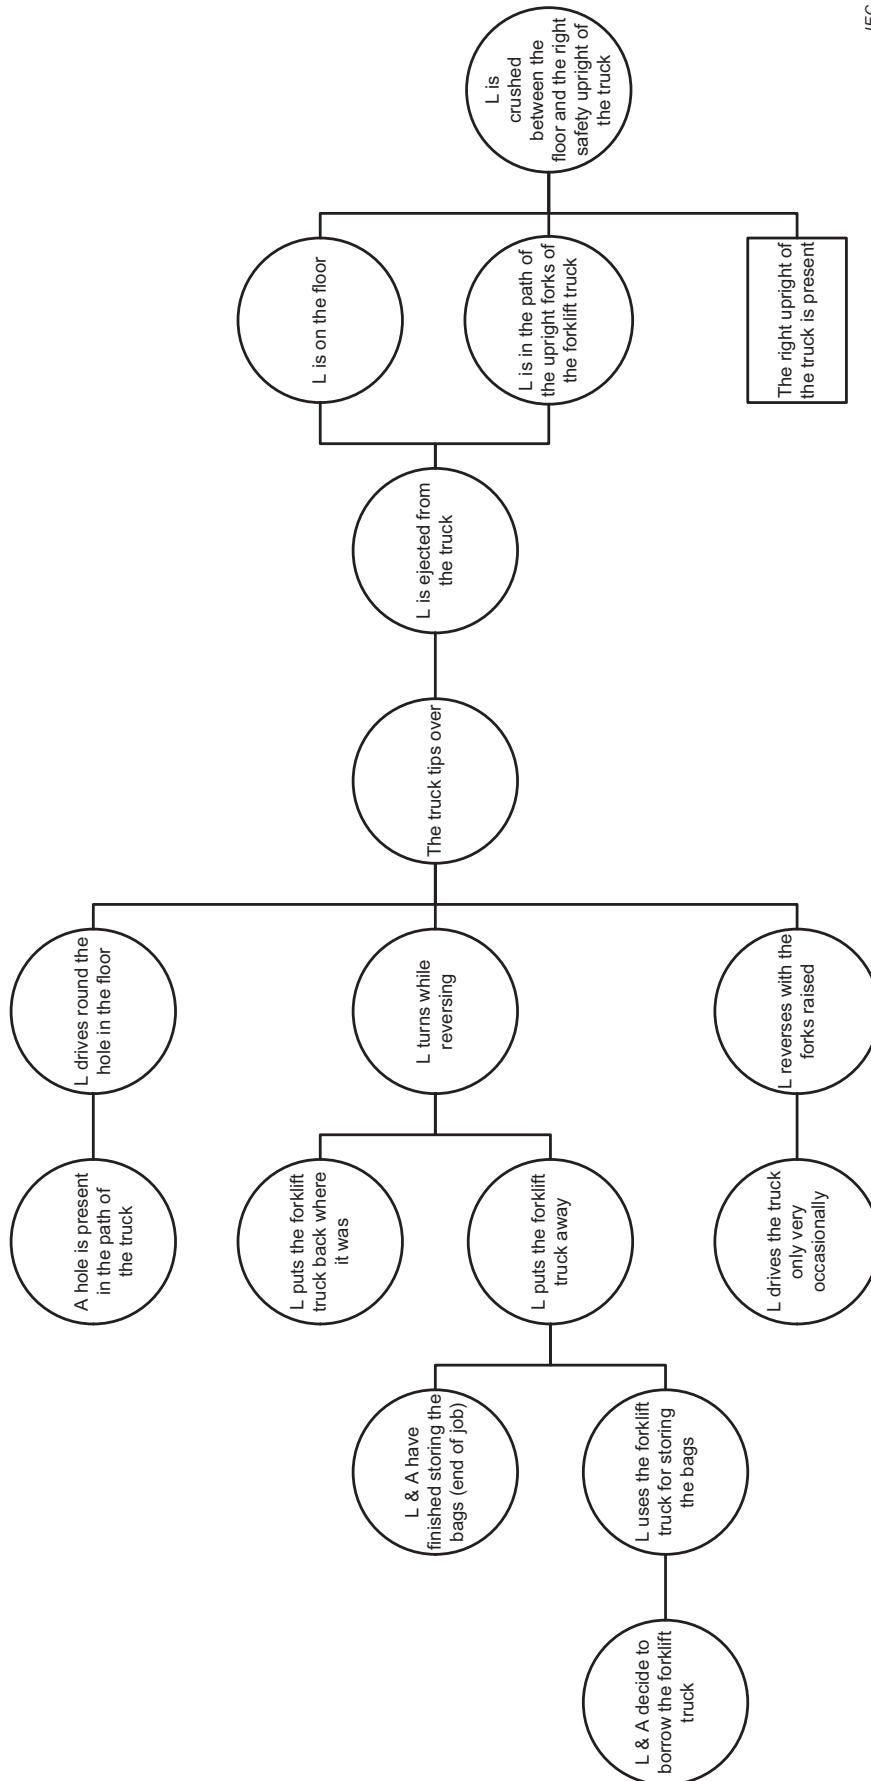 A hole is present
in the path of
the truck
L drives round the
hole in the floor
L puts the forklift
truck back where
it was
L is on the floor
L & A have
finished storing the
bags (end of job)
L turns while
reversing
The truck tips over
L is ejected from
the truck
L is
crushed
between the
floor and the right
safety upright of
the truck
L puts the forklift
truck away
L is in the path of
the upright forks of
the forklift truck
L & A decide to
borrow the forklift
truck
L uses the forklift
truck for storing
the bags
L drives the truck
only very
occasionally
L reverses with the
forks raised
The right upright of
the truck is present
IEC